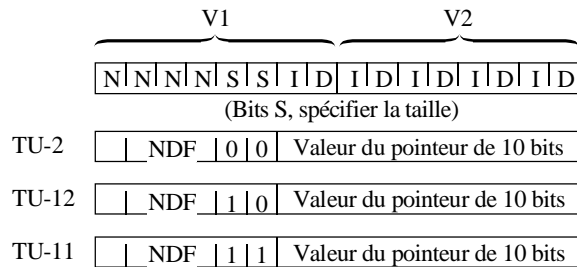 V1 V2
N N N N S S I D I D I D I D I D
(Bits S, spécifier la taille)
TU-2 NDF 0 0 Valeur du pointeur de 10 bits
TU-12 NDF 1 0 Valeur du pointeur de 10 bits
TU-11 NDF 1 1 Valeur du pointeur de 10 bits